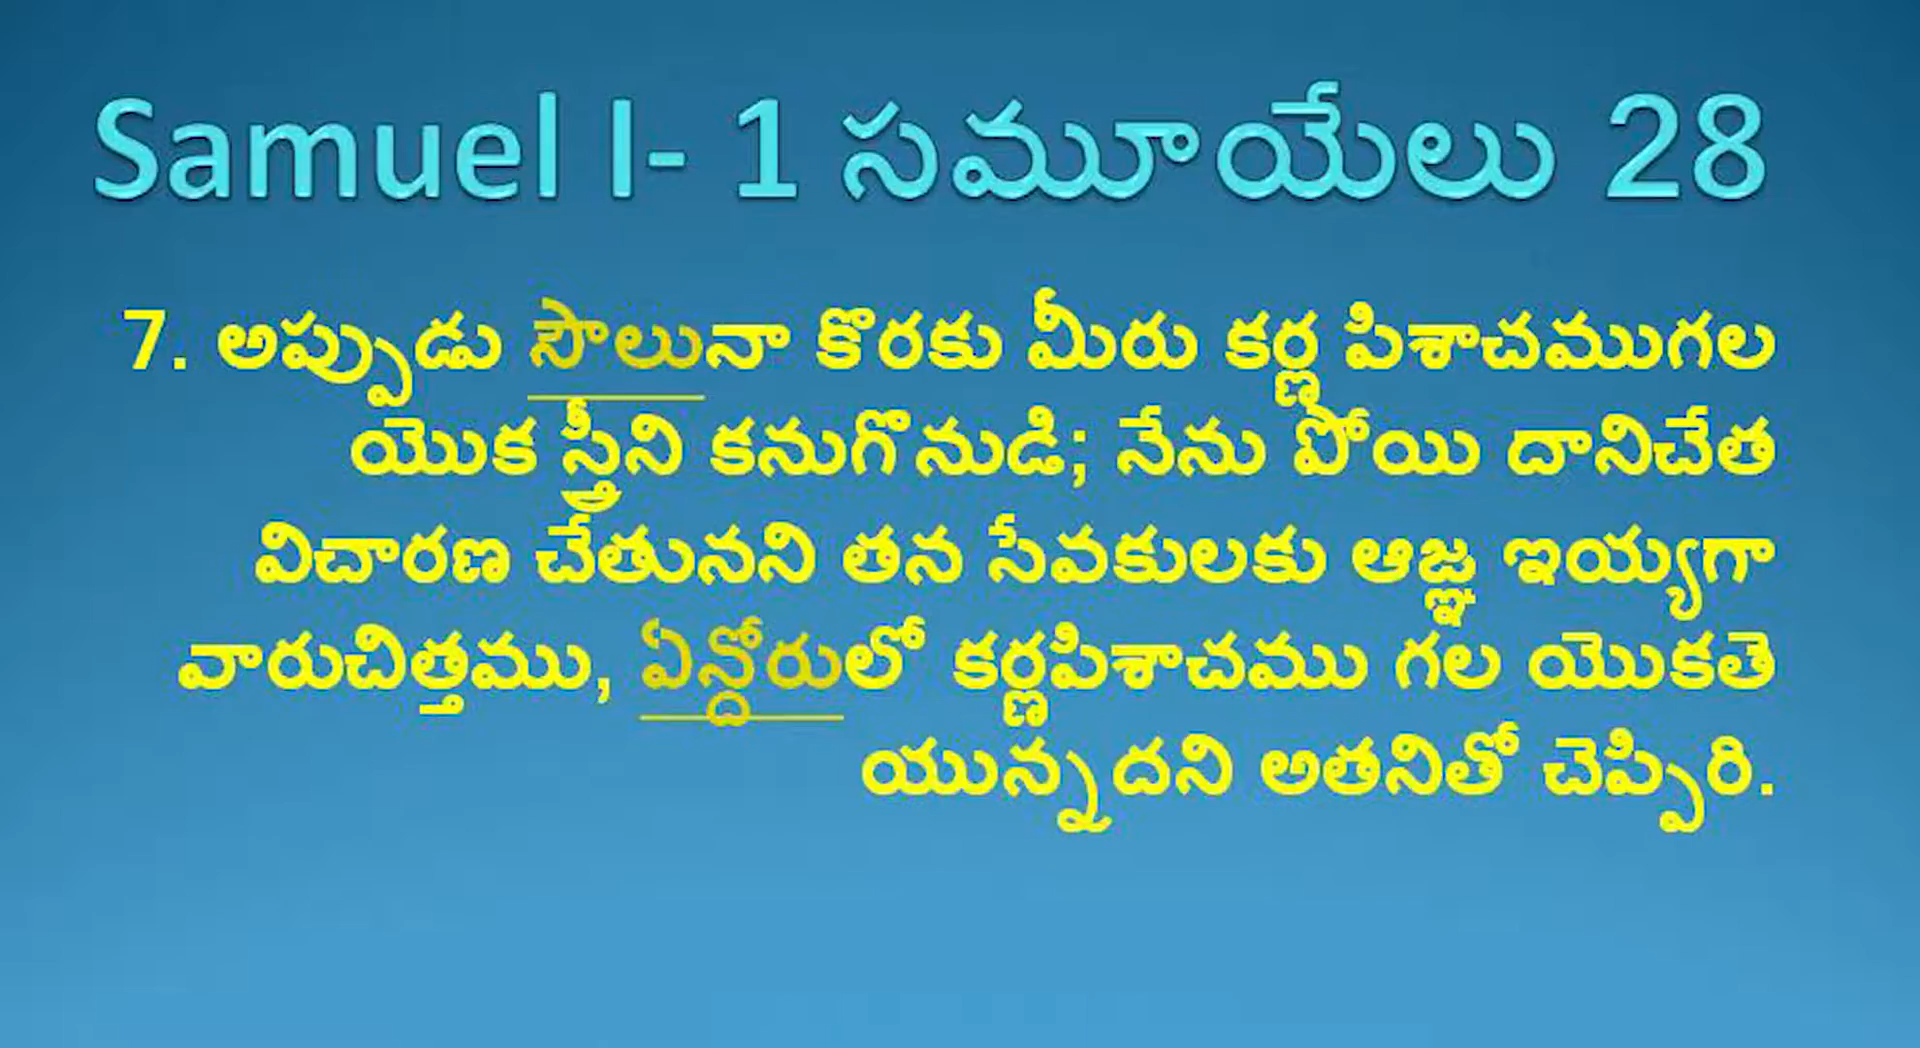 Samuel I- 1 సమూయేలు 28
7. అప్పుడు సౌలునా కొరకు మీరు కర్ణ పిశాచముగల
యొక స్త్రీని కనుగొనుడి; నేను పోయి దానిచేత
విచారణ చేతునని తన సేవకులకు ఆజ్ఞ ఇయ్యగా
వారుచిత్తము, ఏన్దోరులో కర్ణపిశాచము గల యొకతె
యున్నదని అతనితో చెప్పిరి.